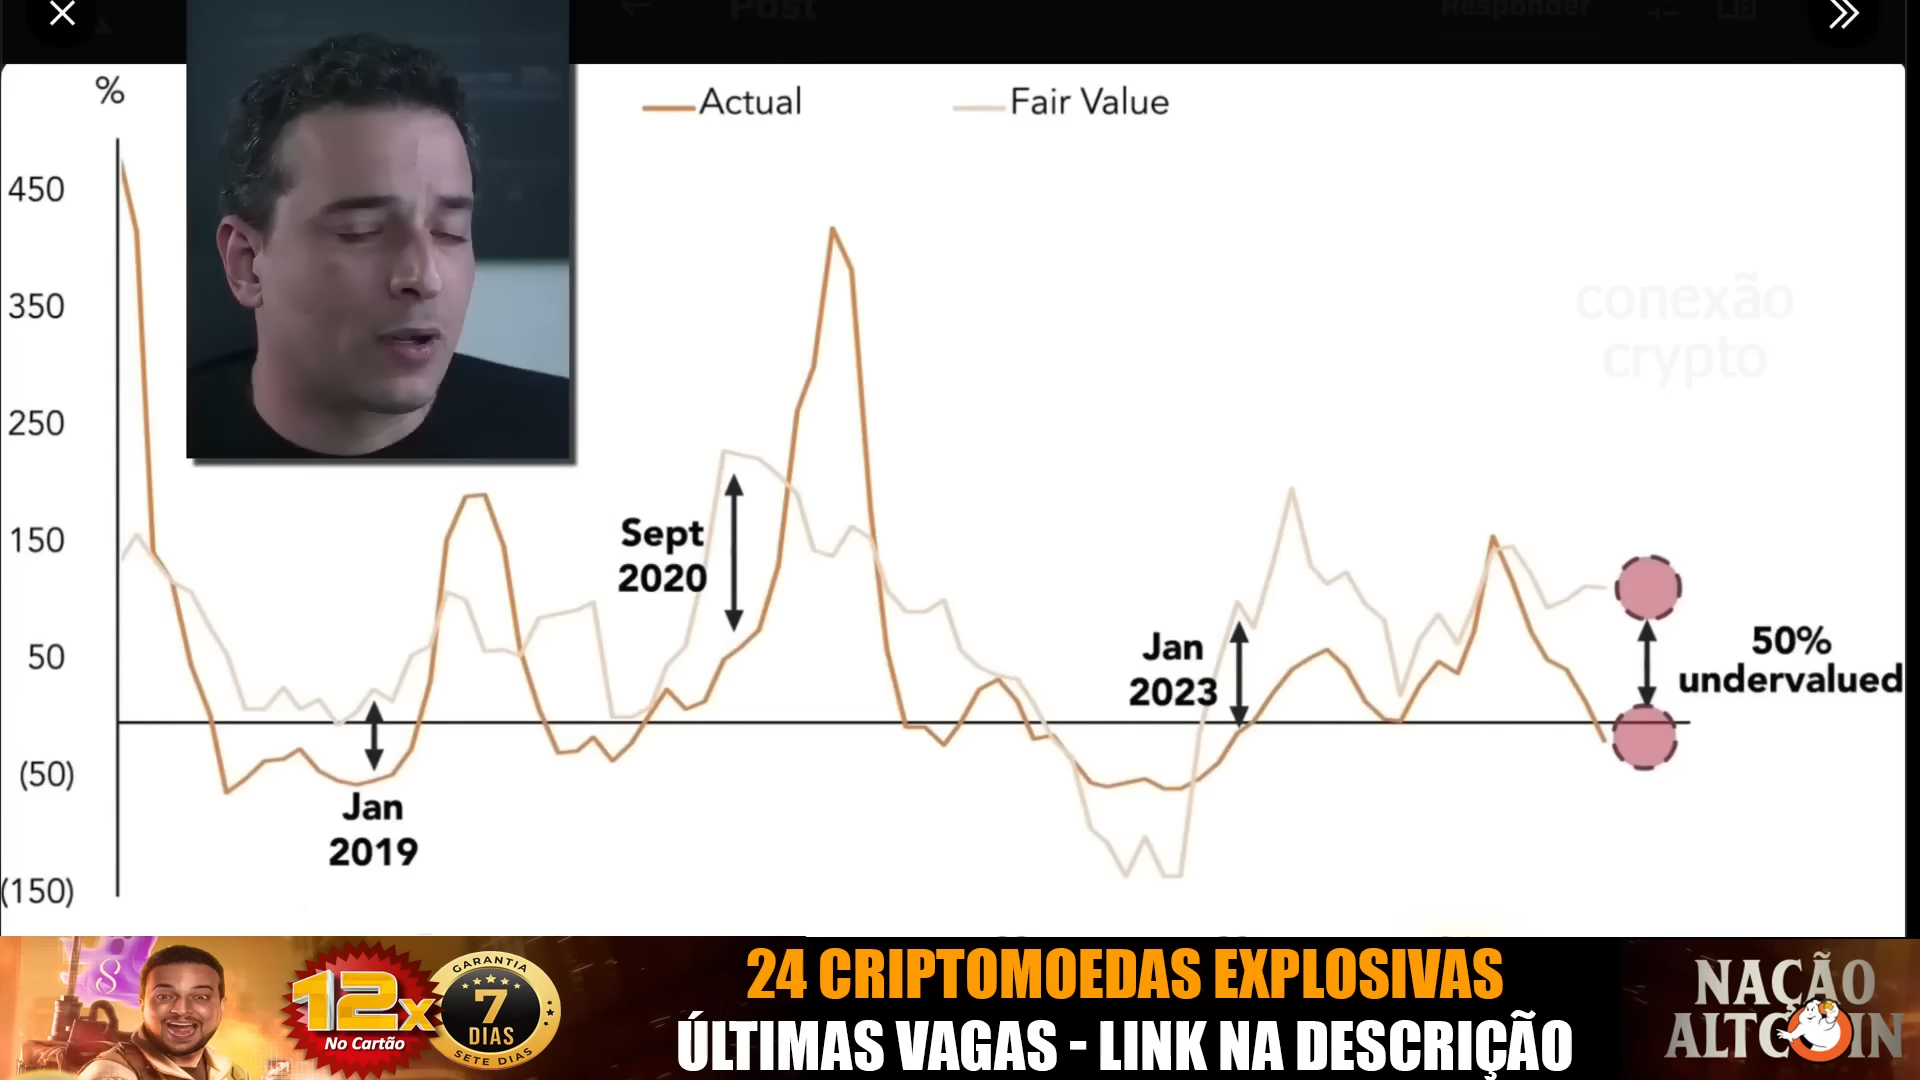 Post
Responder
%
Actual
Fair Value
450
350
250
150
50
(50)
(150)
conexão
crypto
Sept
2020
Jan
2023
50%
undervalued
Jan
2019
12x
No Cartão
GARANTIA
7
DIAS
SETE DIAS
24 CRIPTOMOEDAS EXPLOSIVAS
ÚLTIMAS VAGAS - LINK NA DESCRIÇÃO
NAÇÃO
ALTCOIN